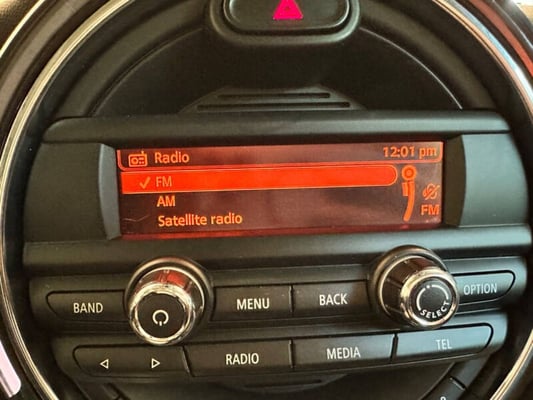 Radio 12:01 pm
FM
AM
FM
Satellite radio
BAND MENU BACK OPTION
SELECT
RADIO MEDIA TEL